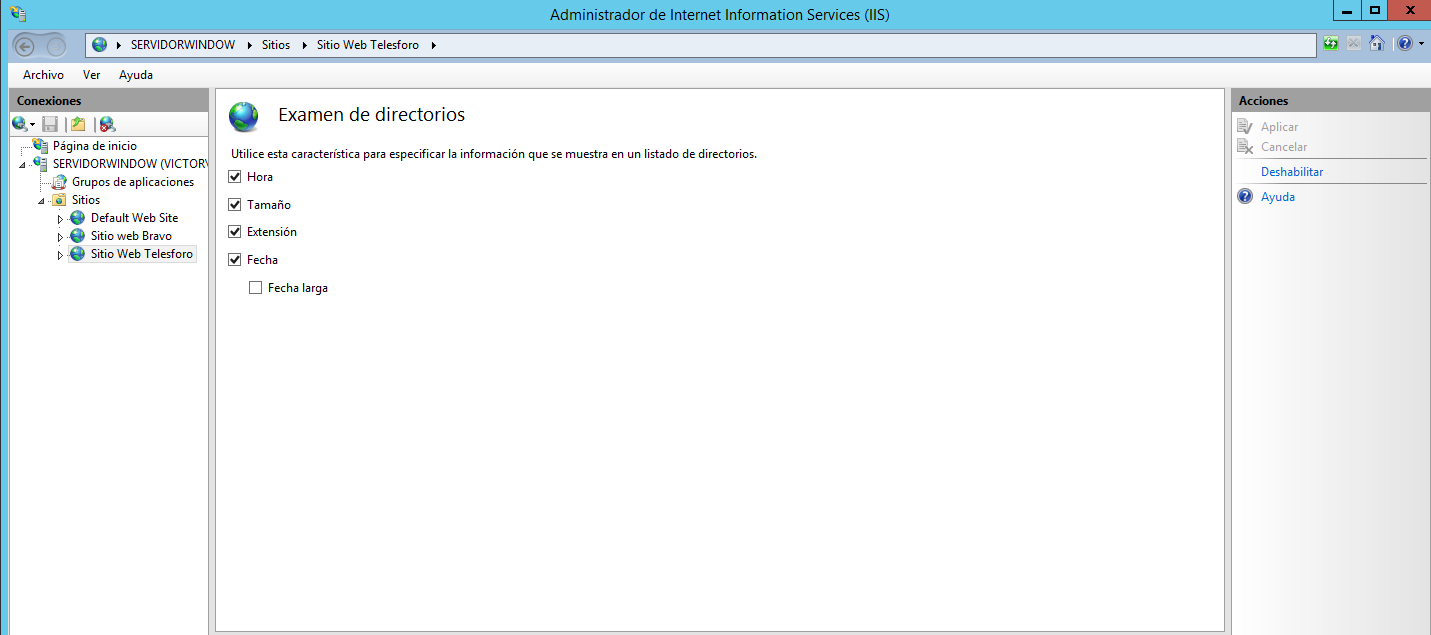 Administrador de Internet Information Services (IIS)
SERVIDORWINDOW Sitios Sitio Web Telesforo
Archivo Ver Ayuda
Conexiones
Página de inicio
SERVIDORWINDOW (VICTORV
Grupos de aplicaciones
Sitios
Default Web Site
Sitio web Bravo
Sitio Web Telesforo
Examen de directorios
Utilice esta característica para especificar la información que se muestra en un listado de directorios.
Hora
Tamaño
Extensión
Fecha
Fecha larga
Acciones
Aplicar
Cancelar
Deshabilitar
Ayuda